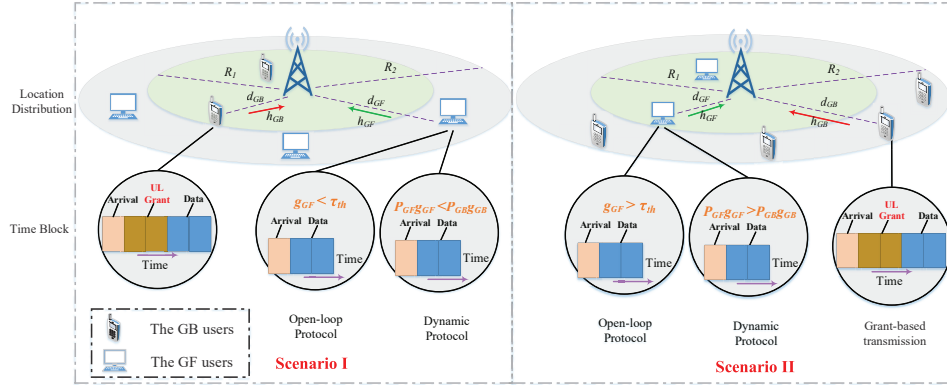 R1 R2
Location
Distribution
dGB dGF
hGB hGF
gGF < τth
PGFgGF<PGBgGB
Arrival UL Grant Data
Arrival Data
Arrival Data
Time Block
Time
Time
Time
Open-loop
Protocol
Dynamic
Protocol
The GB users
The GF users
Scenario I
R1 R2
dGF dGB
hGF hGB
gGF > τth
PGFgGF>PGBgGB
Arrival Data
Arrival Data
Arrival UL Grant Data
Time
Time
Time
Open-loop
Protocol
Dynamic
Protocol
Grant-based
transmission
Scenario II